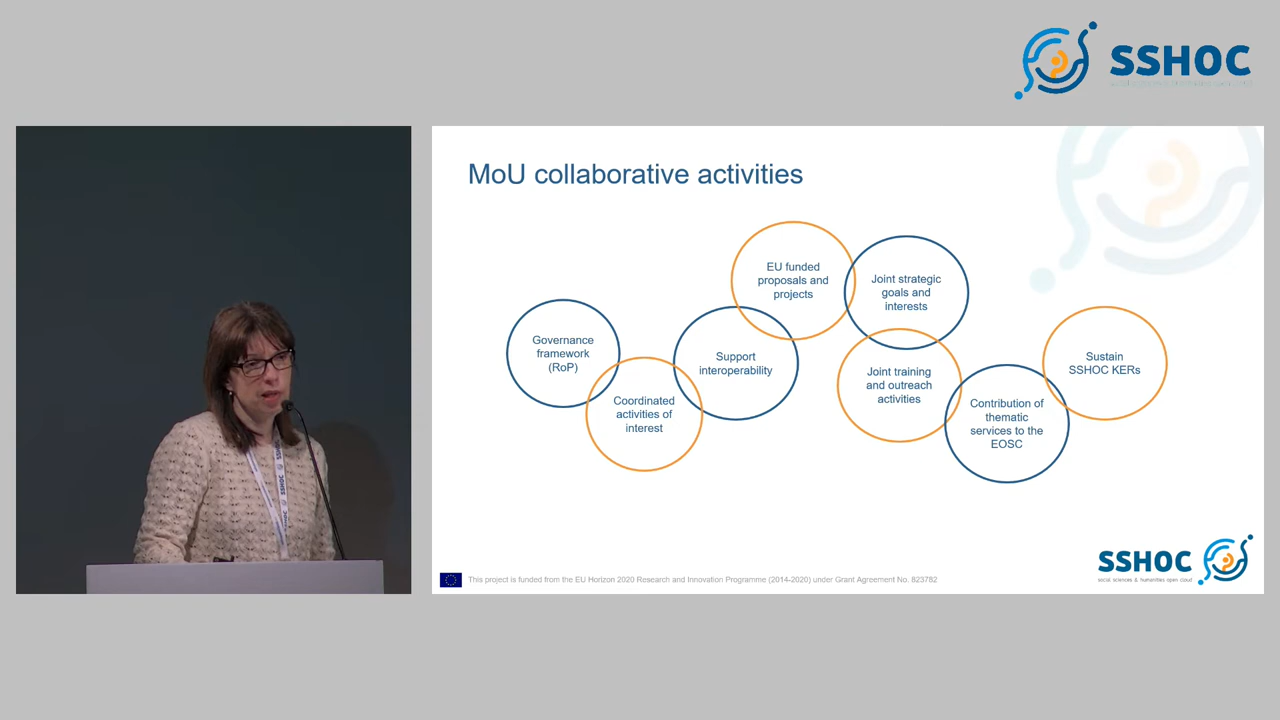 SSHOC
MoU collaborative activities
Governance
framework
(RoP)
Coordinated
activities of
interest
Support
interoperability
EU funded
proposals and
projects
Joint strategic
goals and
interests
Joint training
and outreach
activities
Contribution of
thematic
services to the
EOSC
Sustain
SSHOC KERs
SSHOC
social sciences & humanities open cloud
This project is funded from the EU Horizon 2020 Research and Innovation Programme (2014-2020) under Grant Agreement No. 823782
SSHOC